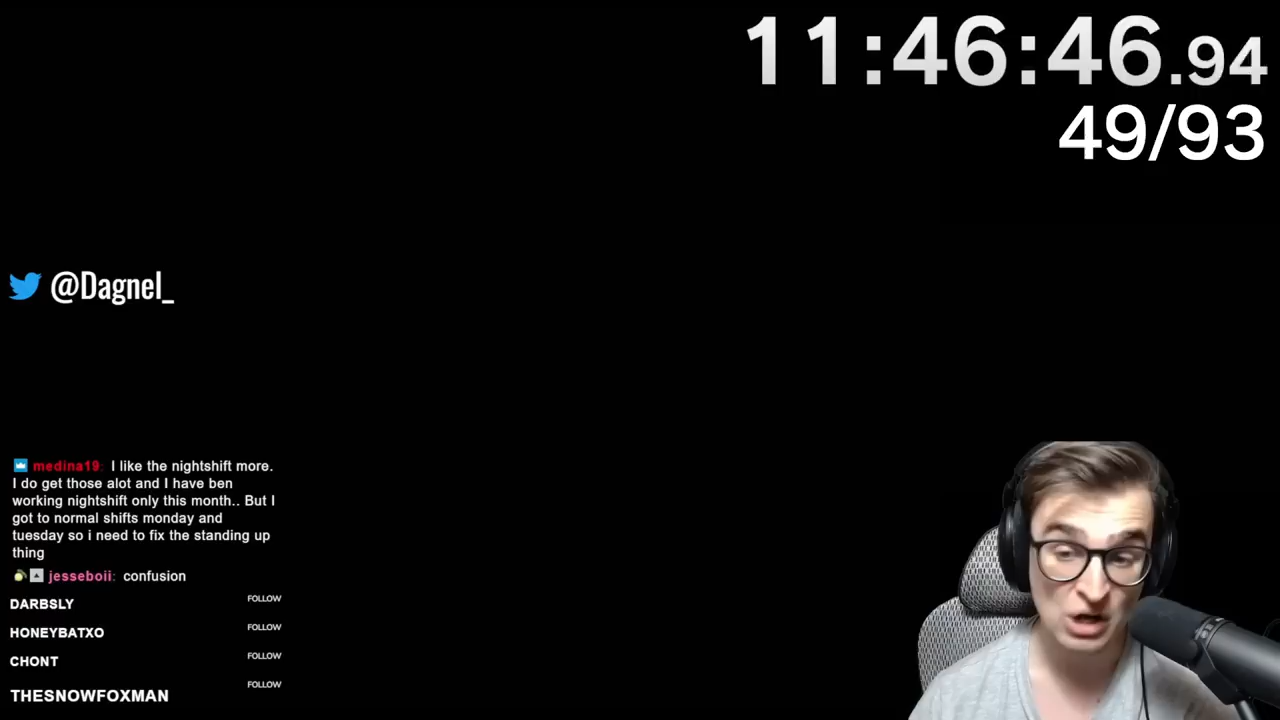 11:46:46.94
49/93
@Dagnel_
medina19: I like the nightshift more.
I do get those alot and I have ben
working nightshift only this month.. But I
got to normal shifts monday and
tuesday so i need to fix the standing up
thing
jesseboii: confusion
DARBSLY FOLLOW
HONEYBATXO FOLLOW
CHONT FOLLOW
THESNOWFOXMAN FOLLOW